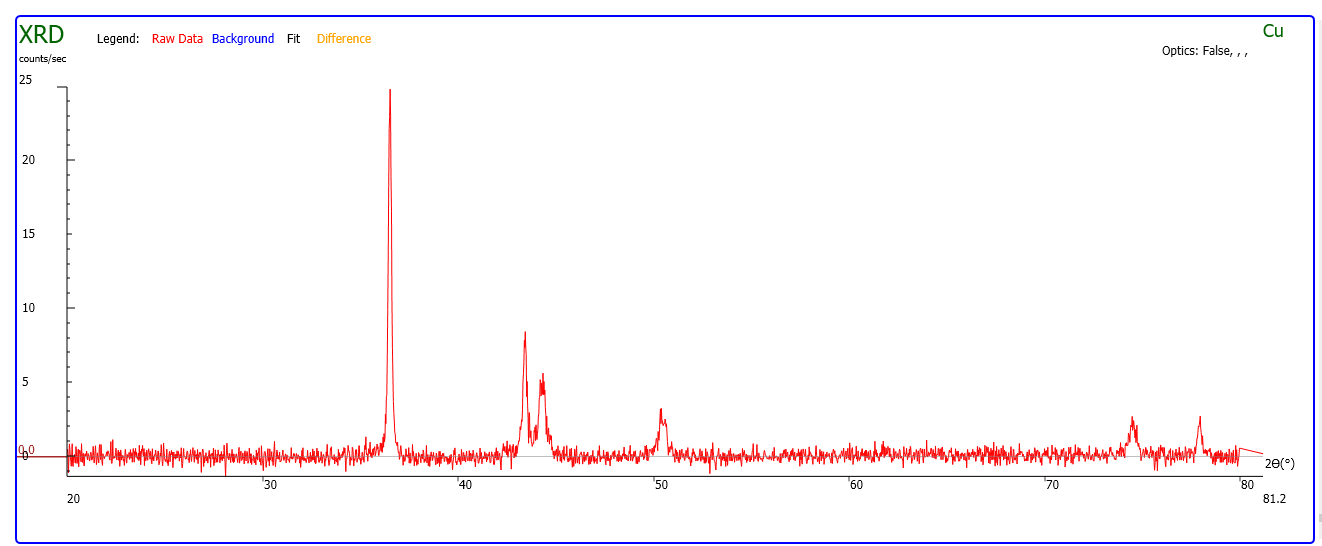 XRD
Cu
Legend: Raw Data Background Fit Difference
Optics: False, , ,
counts/sec
25
20
15
10
5
0.0
0
2Θ(°)
20 30 40 50 60 70 80
81.2